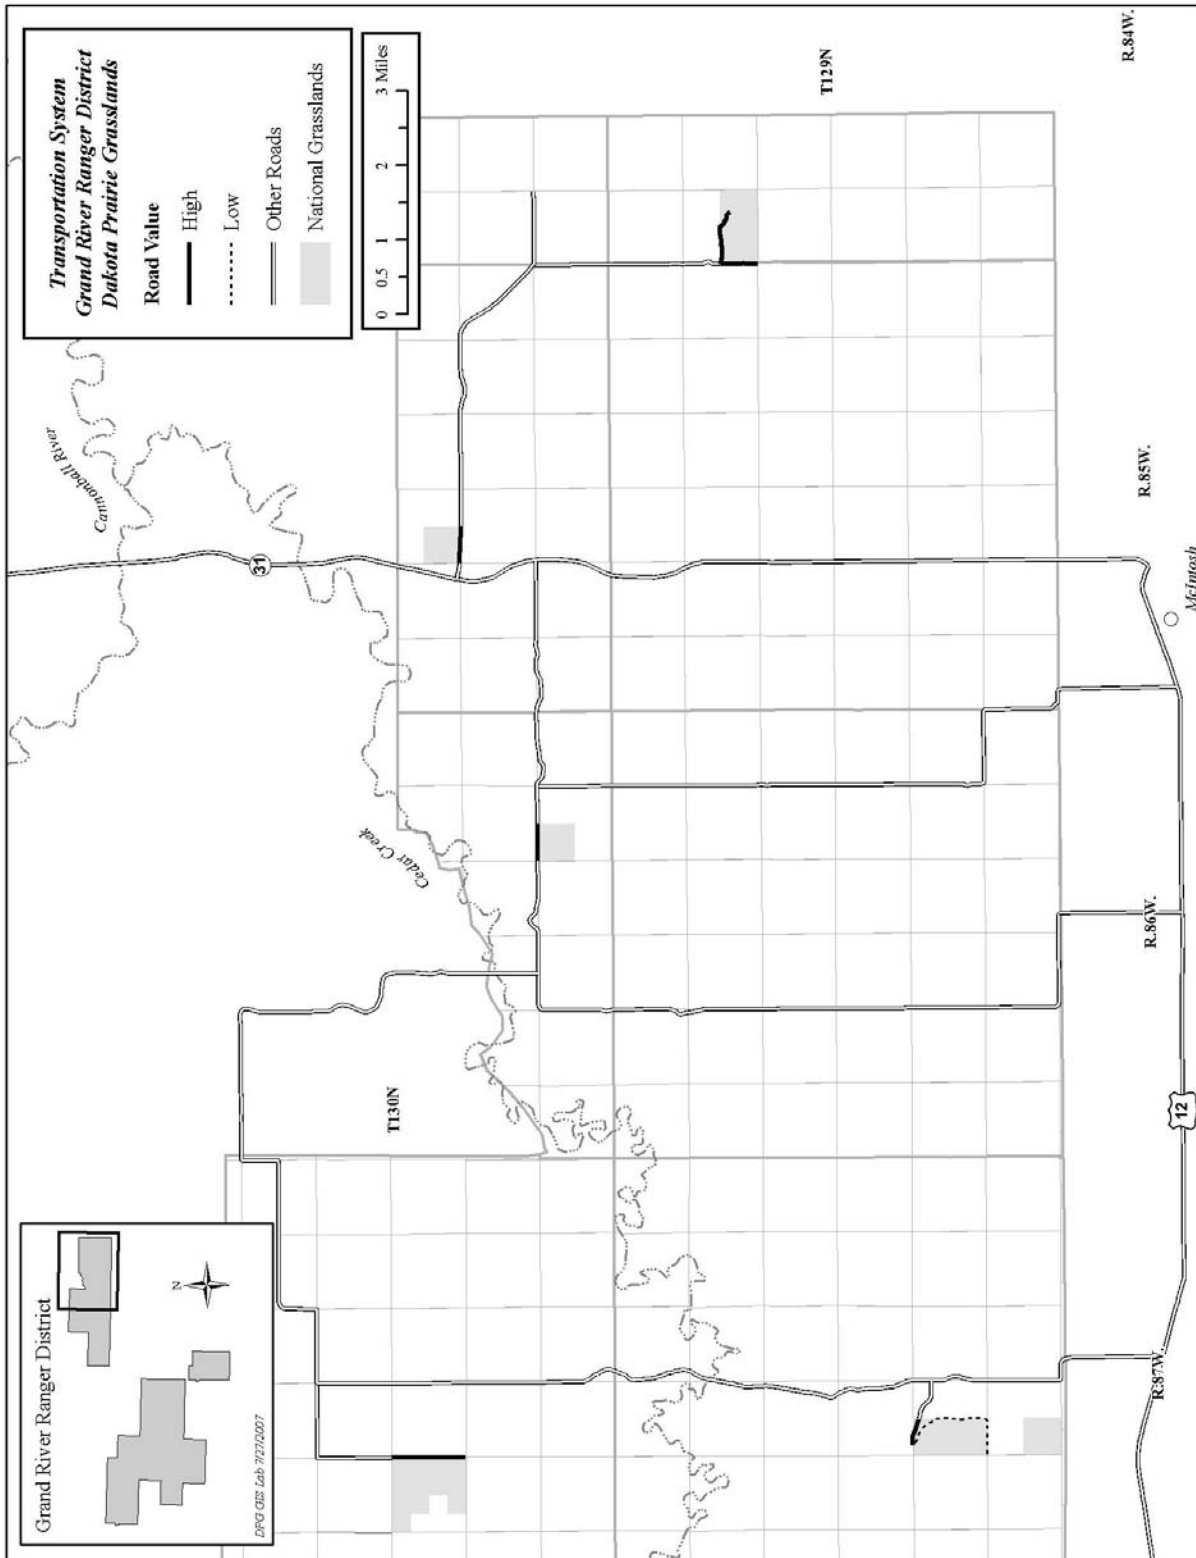 Transportation System
Grand River Ranger District
Dakota Prairie Grasslands
Road Value
High
Low
Other Roads
National Grasslands
0 0.5 1 2 3 Miles
Grand River Ranger District
N
DPG GIS Lab 7/27/2007
Cannonball River
31
Cedar Creek
T130N
T129N
R.87W.
R.86W.
R.85W.
R.84W.
12
McIntosh